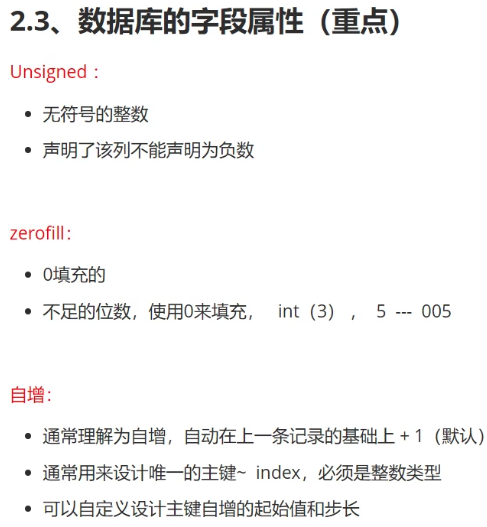 2.3、数据库的字段属性（重点）
Unsigned：
• 无符号的整数
• 声明了该列不能声明为负数
zerofill：
• 0填充的
• 不足的位数，使用0来填充， int（3） ， 5 --- 005
自增：
• 通常理解为自增，自动在上一条记录的基础上 + 1（默认）
• 通常用来设计唯一的主键~ index，必须是整数类型
• 可以自定义设计主键自增的起始值和步长